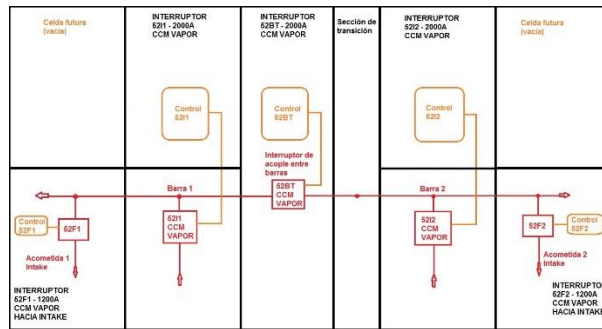 Celda futura
(vacía)
INTERRUPTOR
52I1 - 2000A
CCM VAPOR
INTERRUPTOR
52BT - 2000A
CCM VAPOR
Sección de
transición
INTERRUPTOR
52I2 - 2000A
CCM VAPOR
Celda futura
(vacía)
Control
52I1
Control
52BT
Control
52I2
Interruptor de
acople entre
barras
Barra 1
52BT
CCM
VAPOR
Barra 2
Control
52F1
52F1
52I1
CCM
VAPOR
52I2
CCM
VAPOR
52F2
Control
52F2
Acometida 1
Intake
Acometida 2
Intake
INTERRUPTOR
52F1 - 1200A
CCM VAPOR
HACIA INTAKE
INTERRUPTOR
52F2 - 1200A
CCM VAPOR
HACIA INTAKE